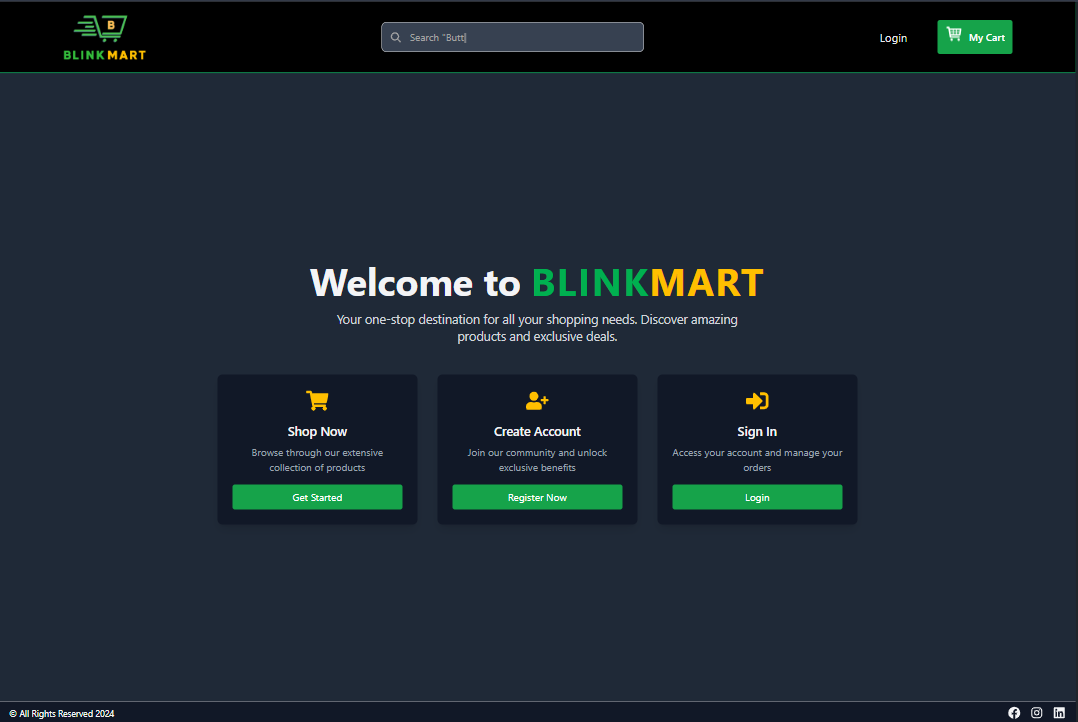 B
BLINKMART
Search "Butt|
Login
My Cart
Welcome to BLINKMART
Your one-stop destination for all your shopping needs. Discover amazing
products and exclusive deals.
Shop Now
Browse through our extensive
collection of products
Get Started
Create Account
Join our community and unlock
exclusive benefits
Register Now
Sign In
Access your account and manage your
orders
Login
© All Rights Reserved 2024